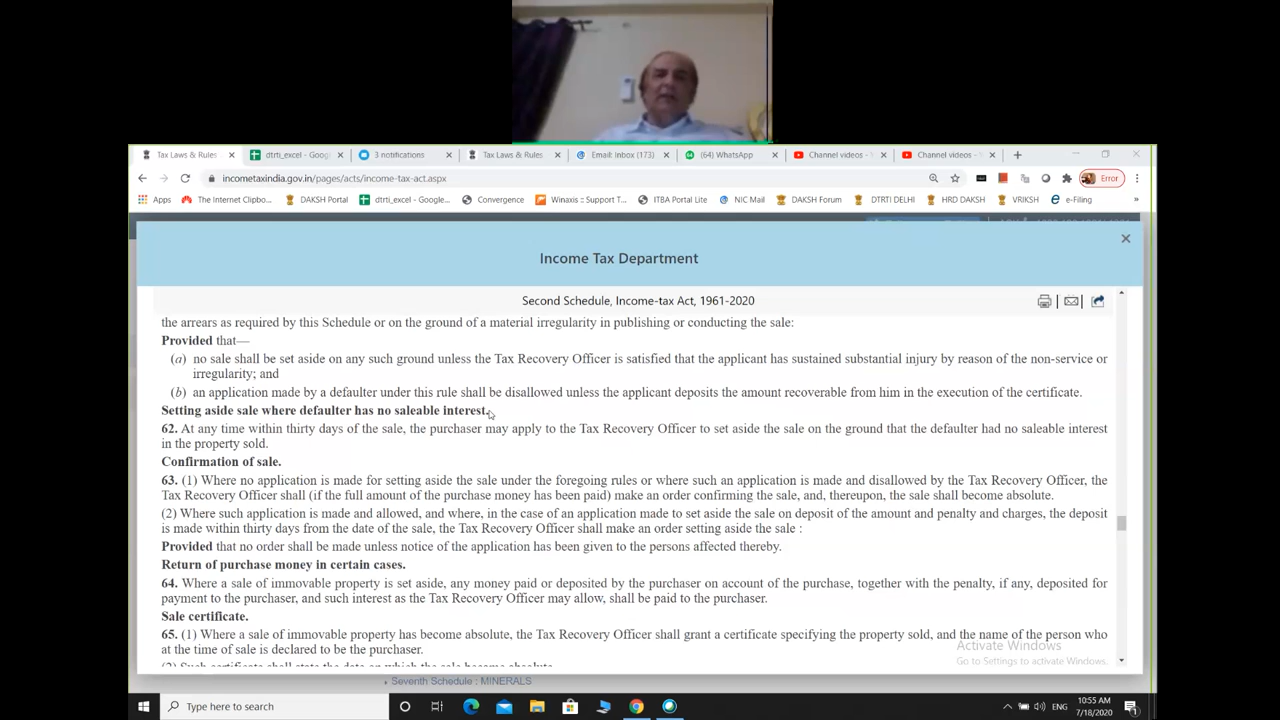 Tax Laws & Rules
dtrti_excel - Goog
3 notifications
Tax Laws & Rules
Email: Inbox (173)
(64) WhatsApp
Channel videos - Y
Channel videos - Y
incometaxindia.gov.in/pages/acts/income-tax-act.aspx
Error
Apps
The Internet Clipbo...
DAKSH Portal
dtrti_excel - Google...
Convergence
Winaxis :: Support T...
ITBA Portal Lite
NIC Mail
DAKSH Forum
DTRTI DELHI
HRD DAKSH
VRIKSH
e-Filing
»
Income Tax Department
Second Schedule, Income-tax Act, 1961-2020
the arrears as required by this Schedule or on the ground of a material irregularity in publishing or conducting the sale:
Provided that—
(a) no sale shall be set aside on any such ground unless the Tax Recovery Officer is satisfied that the applicant has sustained substantial injury by reason of the non-service or
irregularity; and
(b) an application made by a defaulter under this rule shall be disallowed unless the applicant deposits the amount recoverable from him in the execution of the certificate.
Setting aside sale where defaulter has no saleable interest.
62. At any time within thirty days of the sale, the purchaser may apply to the Tax Recovery Officer to set aside the sale on the ground that the defaulter had no saleable interest
in the property sold.
Confirmation of sale.
63. (1) Where no application is made for setting aside the sale under the foregoing rules or where such an application is made and disallowed by the Tax Recovery Officer, the
Tax Recovery Officer shall (if the full amount of the purchase money has been paid) make an order confirming the sale, and, thereupon, the sale shall become absolute.
(2) Where such application is made and allowed, and where, in the case of an application made to set aside the sale on deposit of the amount and penalty and charges, the deposit
is made within thirty days from the date of the sale, the Tax Recovery Officer shall make an order setting aside the sale :
Provided that no order shall be made unless notice of the application has been given to the persons affected thereby.
Return of purchase money in certain cases.
64. Where a sale of immovable property is set aside, any money paid or deposited by the purchaser on account of the purchase, together with the penalty, if any, deposited for
payment to the purchaser, and such interest as the Tax Recovery Officer may allow, shall be paid to the purchaser.
Sale certificate.
65. (1) Where a sale of immovable property has become absolute, the Tax Recovery Officer shall grant a certificate specifying the property sold, and the name of the person who
at the time of sale is declared to be the purchaser.
(2) Such certificate shall state the date on which the sale became absolute.
Activate Windows
Go to Settings to activate Windows.
Seventh Schedule : MINERALS
Type here to search
ENG
10:55 AM
7/18/2020